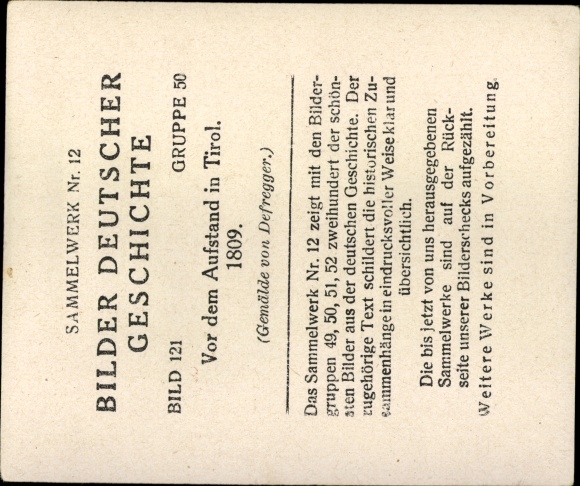 SAMMELWERK Nr. 12
BILDER DEUTSCHER
GESCHICHTE
BILD 121 GRUPPE 50
Vor dem Aufstand in Tirol.
1809.
(Gemälde von Defregger.)
Das Sammelwerk Nr. 12 zeigt mit den Bilder-
gruppen 49, 50, 51, 52 zweihundert der schön-
sten Bilder aus der deutschen Geschichte. Der
zugehörige Text schildert die historischen Zu-
sammenhänge in eindrucksvoller Weise klar und
übersichtlich.
Die bis jetzt von uns herausgegebenen
Sammelwerke sind auf der Rück-
seite unserer Bilderschecks aufgezählt.
Weitere Werke sind in Vorbereitung.